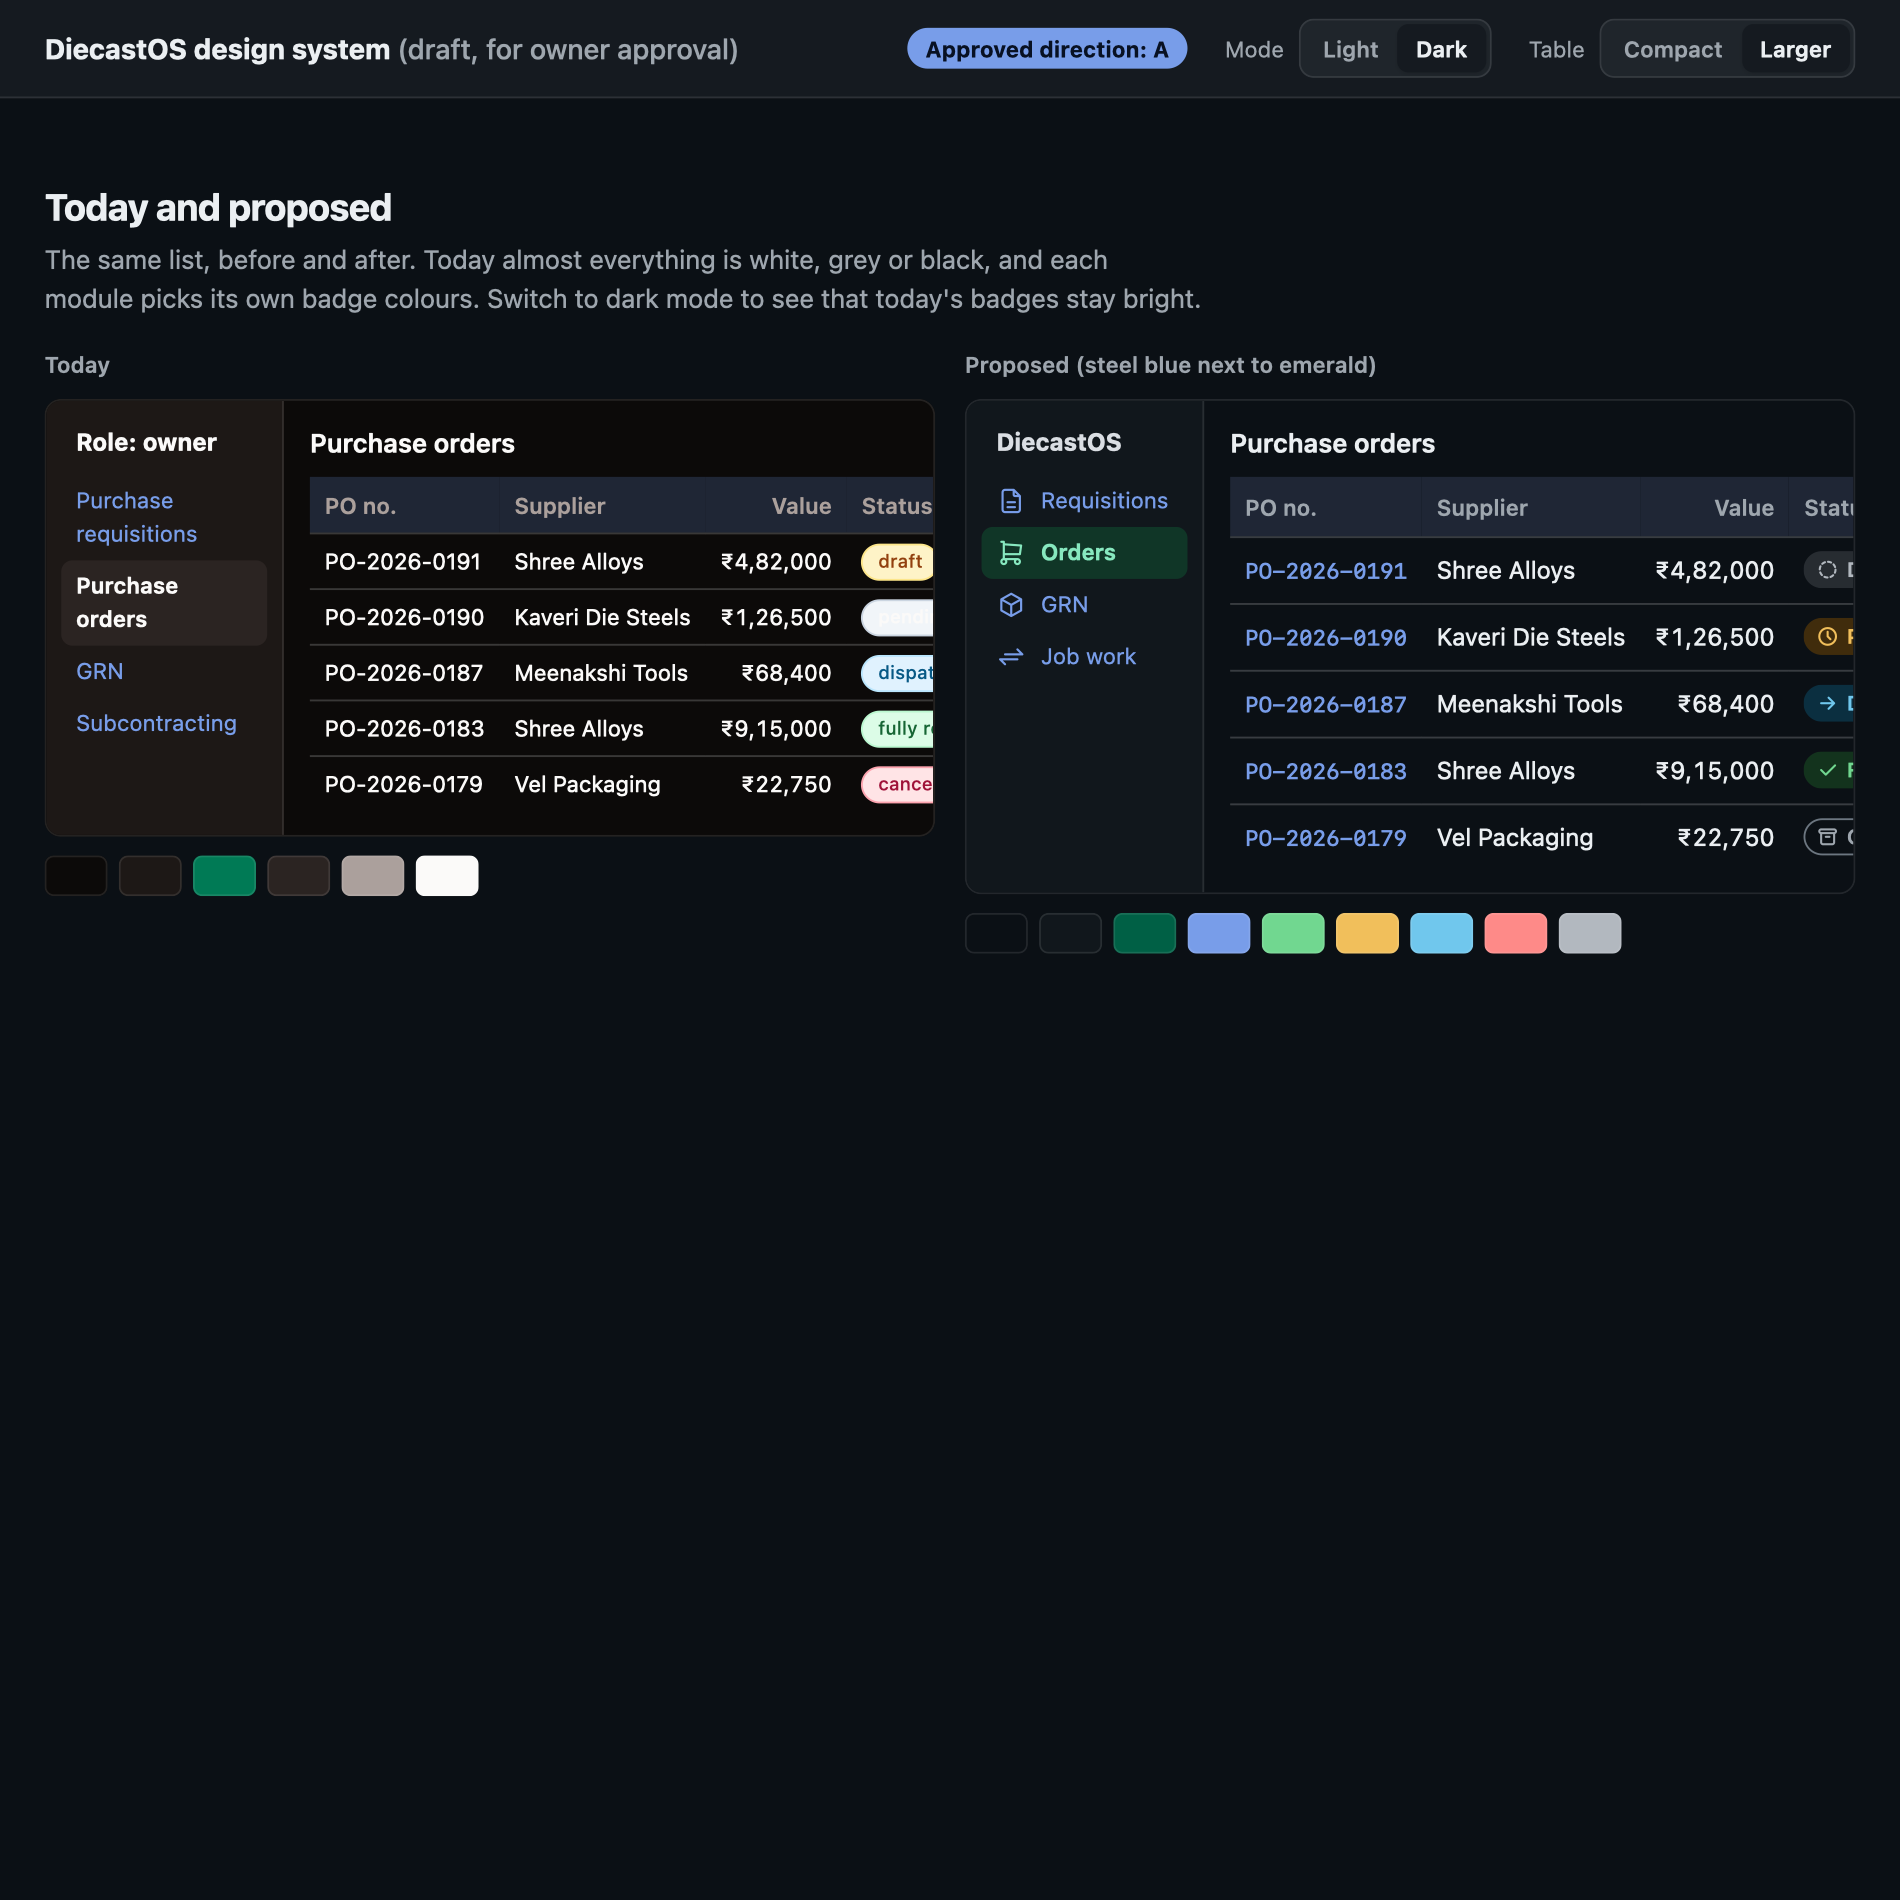 DiecastOS design system (draft, for owner approval)
Approved direction: A
Mode
Light
Dark
Table
Compact
Larger
Today and proposed
The same list, before and after. Today almost everything is white, grey or black, and each
module picks its own badge colours. Switch to dark mode to see that today's badges stay bright.
Today
Role: owner
Purchase
requisitions
Purchase
orders
GRN
Subcontracting
Purchase orders
PO no. Supplier Value Status
PO-2026-0191 Shree Alloys ₹4,82,000 draft
PO-2026-0190 Kaveri Die Steels ₹1,26,500
PO-2026-0187 Meenakshi Tools ₹68,400 dispat
PO-2026-0183 Shree Alloys ₹9,15,000 fully r
PO-2026-0179 Vel Packaging ₹22,750 cance
Proposed (steel blue next to emerald)
DiecastOS
Requisitions
Orders
GRN
Job work
Purchase orders
PO no. Supplier Value Stat
PO-2026-0191 Shree Alloys ₹4,82,000
PO-2026-0190 Kaveri Die Steels ₹1,26,500
PO-2026-0187 Meenakshi Tools ₹68,400
PO-2026-0183 Shree Alloys ₹9,15,000
PO-2026-0179 Vel Packaging ₹22,750